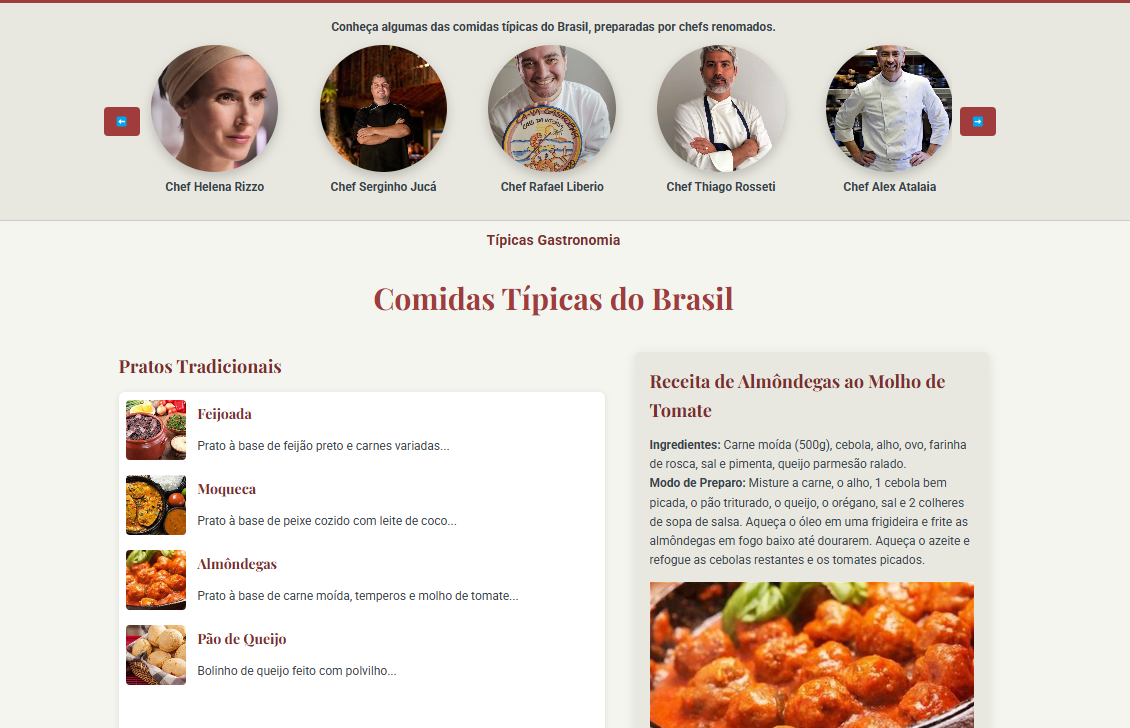 Conheça algumas das comidas típicas do Brasil, preparadas por chefs renomados.
Chef Helena Rizzo
Chef Serginho Jucá
Chef Rafael Liberio
Chef Thiago Rosseti
Chef Alex Atalaia
Típicas Gastronomia
Comidas Típicas do Brasil
Pratos Tradicionais
Feijoada
Prato à base de feijão preto e carnes variadas...
Moqueca
Prato à base de peixe cozido com leite de coco...
Almôndegas
Prato à base de carne moída, temperos e molho de tomate...
Pão de Queijo
Bolinho de queijo feito com polvilho...
Receita de Almôndegas ao Molho de
Tomate
Ingredientes: Carne moída (500g), cebola, alho, ovo, farinha
de rosca, sal e pimenta, queijo parmesão ralado.
Modo de Preparo: Misture a carne, o alho, 1 cebola bem
picada, o pão triturado, o queijo, o orégano, sal e 2 colheres
de sopa de salsa. Aqueça o óleo em uma frigideira e frite as
almôndegas em fogo baixo até dourarem. Aqueça o azeite e
refogue as cebolas restantes e os tomates picados.